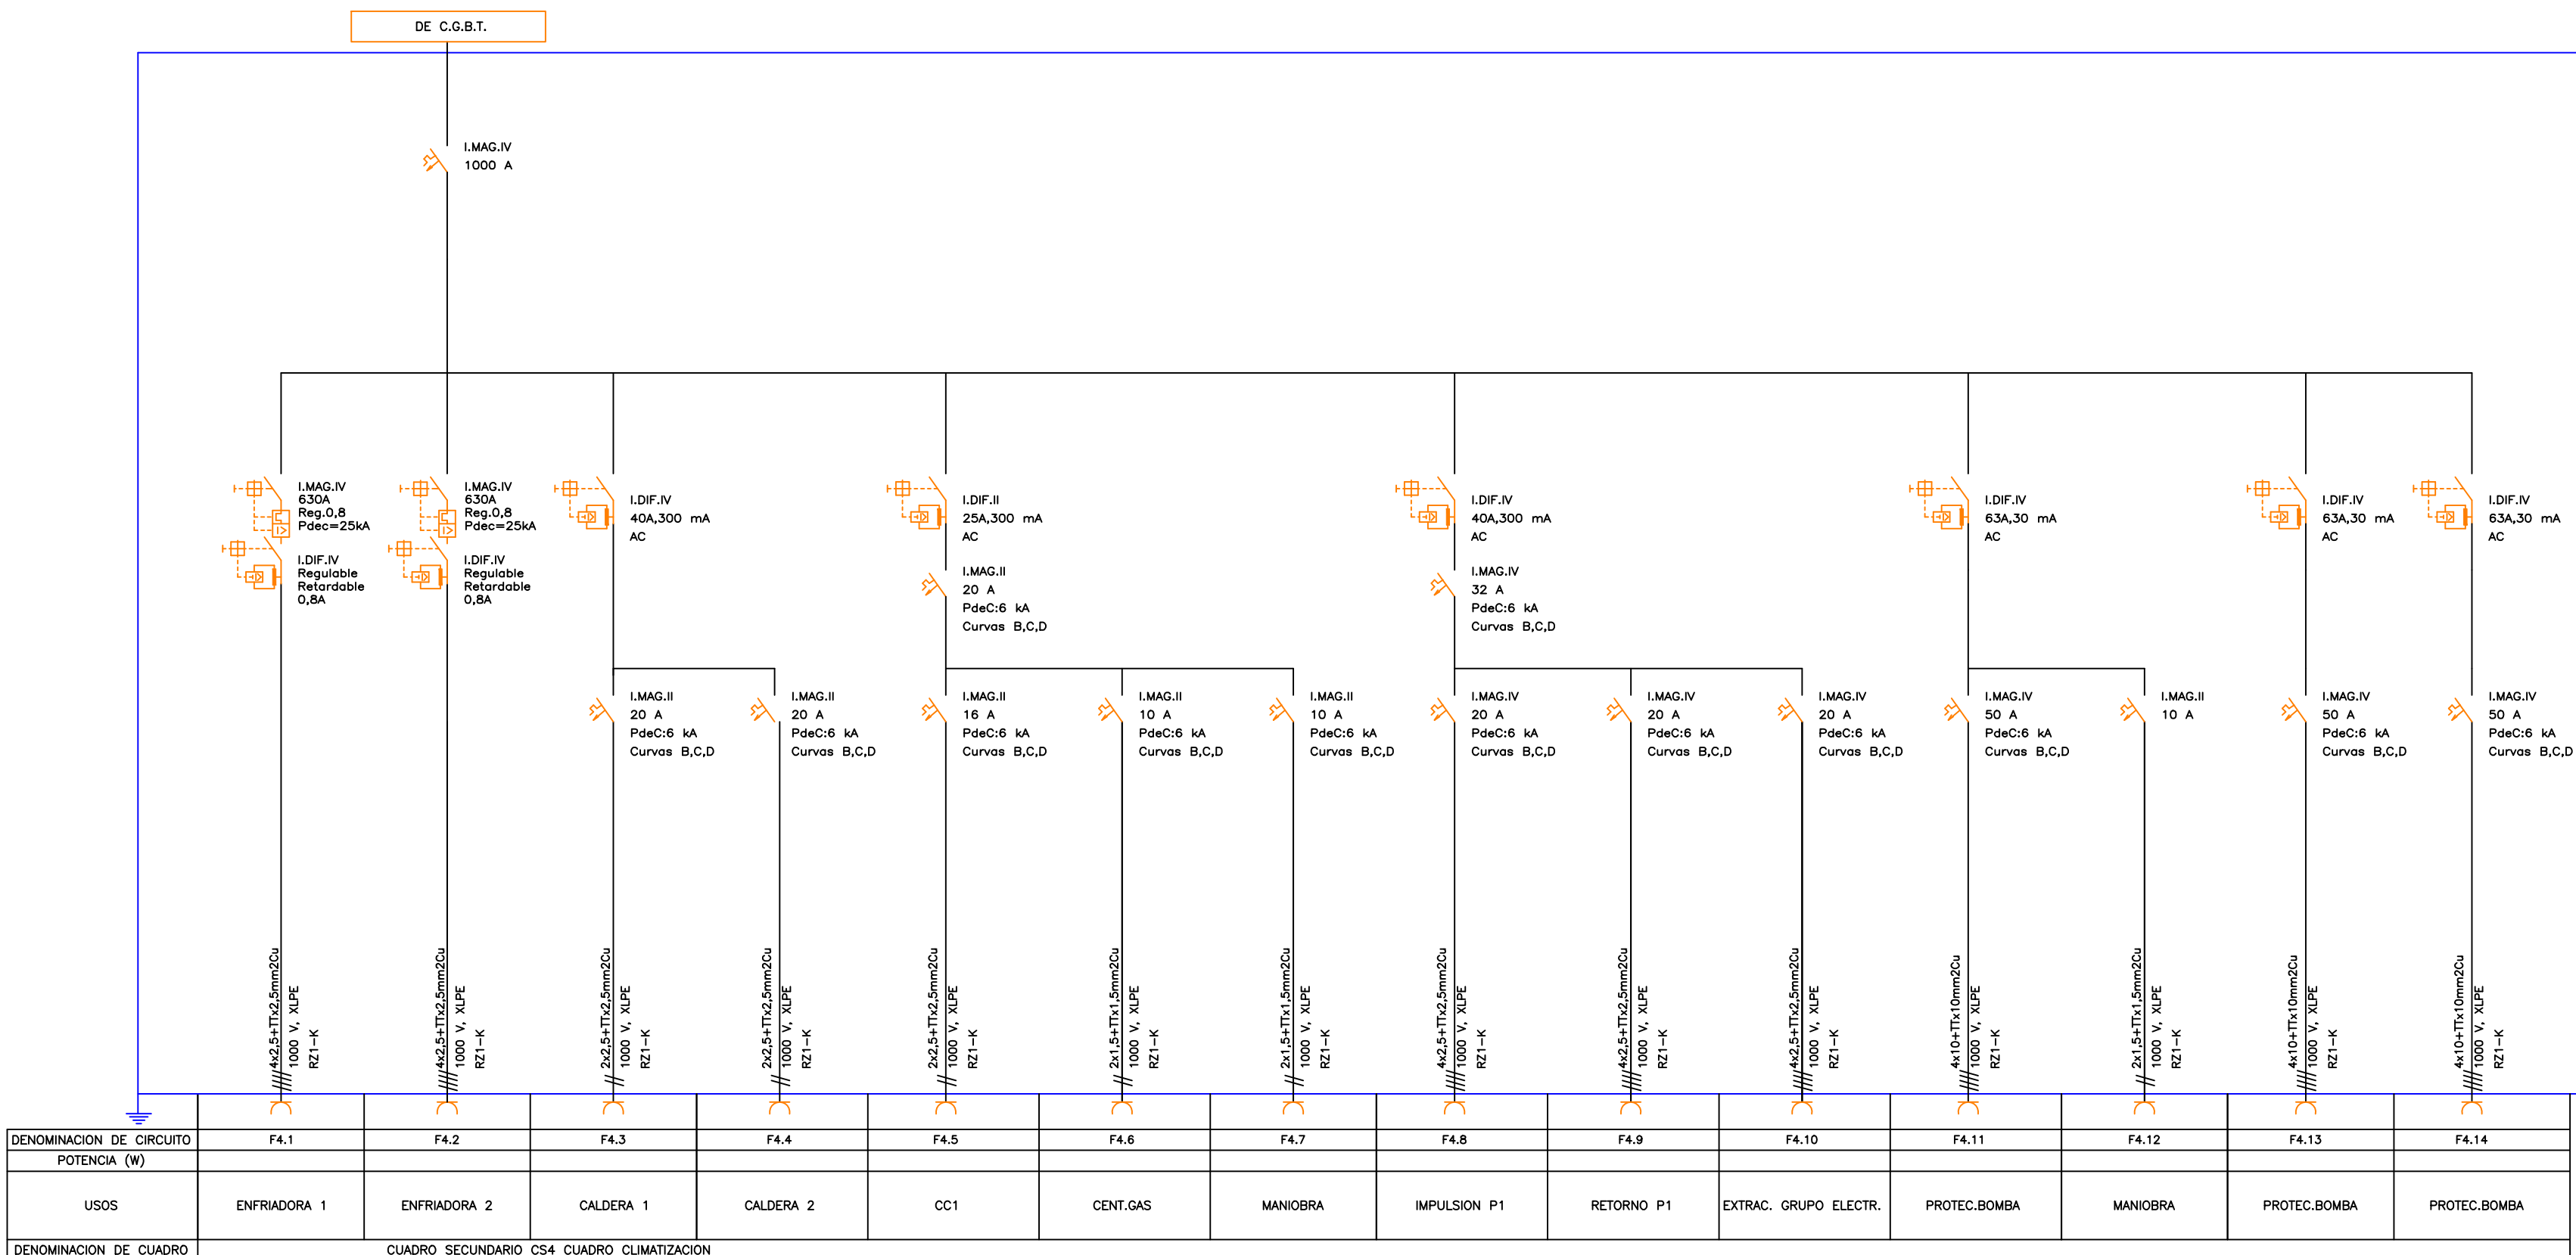 DE C.G.B.T.
I.MAG.IV
1000 A
I.MAG.IV
630A
Reg.0,8
Pdec=25kA
I.DIF.IV
Regulable
Retardable
0,8A
I.MAG.IV
630A
Reg.0,8
Pdec=25kA
I.DIF.IV
Regulable
Retardable
0,8A
I.DIF.IV
40A,300 mA
AC
I.DIF.II
25A,300 mA
AC
I.MAG.II
20 A
PdeC:6 kA
Curvas B,C,D
I.DIF.IV
40A,300 mA
AC
I.MAG.IV
32 A
PdeC:6 kA
Curvas B,C,D
I.DIF.IV
63A,30 mA
AC
I.DIF.IV
63A,30 mA
AC
I.DIF.IV
63A,30 mA
AC
I.MAG.II
20 A
PdeC:6 kA
Curvas B,C,D
I.MAG.II
20 A
PdeC:6 kA
Curvas B,C,D
I.MAG.II
16 A
PdeC:6 kA
Curvas B,C,D
I.MAG.II
10 A
PdeC:6 kA
Curvas B,C,D
I.MAG.II
10 A
PdeC:6 kA
Curvas B,C,D
I.MAG.IV
20 A
PdeC:6 kA
Curvas B,C,D
I.MAG.IV
20 A
PdeC:6 kA
Curvas B,C,D
I.MAG.IV
20 A
PdeC:6 kA
Curvas B,C,D
I.MAG.IV
50 A
PdeC:6 kA
Curvas B,C,D
I.MAG.II
10 A
I.MAG.IV
50 A
PdeC:6 kA
Curvas B,C,D
I.MAG.IV
50 A
PdeC:6 kA
Curvas B,C,D
4x2,5+TTx2,5mm2Cu
1000 V, XLPE
RZ1-K
4x2,5+TTx2,5mm2Cu
1000 V, XLPE
RZ1-K
2x2,5+TTx2,5mm2Cu
1000 V, XLPE
RZ1-K
2x2,5+TTx2,5mm2Cu
1000 V, XLPE
RZ1-K
2x2,5+TTx2,5mm2Cu
1000 V, XLPE
RZ1-K
2x1,5+TTx1,5mm2Cu
1000 V, XLPE
RZ1-K
2x1,5+TTx1,5mm2Cu
1000 V, XLPE
RZ1-K
4x2,5+TTx2,5mm2Cu
1000 V, XLPE
RZ1-K
4x2,5+TTx2,5mm2Cu
1000 V, XLPE
RZ1-K
4x2,5+TTx2,5mm2Cu
1000 V, XLPE
RZ1-K
4x10+TTx10mm2Cu
1000 V, XLPE
RZ1-K
2x1,5+TTx1,5mm2Cu
1000 V, XLPE
RZ1-K
4x10+TTx10mm2Cu
1000 V, XLPE
RZ1-K
4x10+TTx10mm2Cu
1000 V, XLPE
RZ1-K
DENOMINACION DE CIRCUITO F4.1 F4.2 F4.3 F4.4 F4.5 F4.6 F4.7 F4.8 F4.9 F4.10 F4.11 F4.12 F4.13 F4.14
POTENCIA (W)
USOS ENFRIADORA 1 ENFRIADORA 2 CALDERA 1 CALDERA 2 CC1 CENT.GAS MANIOBRA IMPULSION P1 RETORNO P1 EXTRAC. GRUPO ELECTR. PROTEC.BOMBA MANIOBRA PROTEC.BOMBA PROTEC.BOMBA
DENOMINACION DE CUADRO CUADRO SECUNDARIO CS4 CUADRO CLIMATIZACION